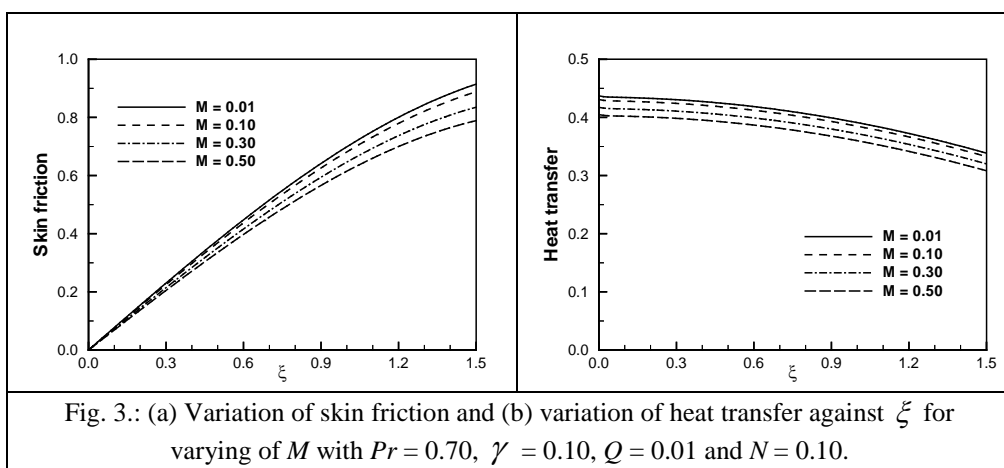 1.0
0.8
0.6
0.4
0.2
0.0
Skin friction
M = 0.01
M = 0.10
M = 0.30
M = 0.50
0.0 0.3 0.6 0.9 1.2 1.5
ξ
0.5
0.4
0.3
0.2
0.1
0.0
Heat transfer
M = 0.01
M = 0.10
M = 0.30
M = 0.50
0.0 0.3 0.6 0.9 1.2 1.5
ξ
Fig. 3.: (a) Variation of skin friction and (b) variation of heat transfer against ξ for
varying of M with Pr = 0.70, γ = 0.10, Q = 0.01 and N = 0.10.